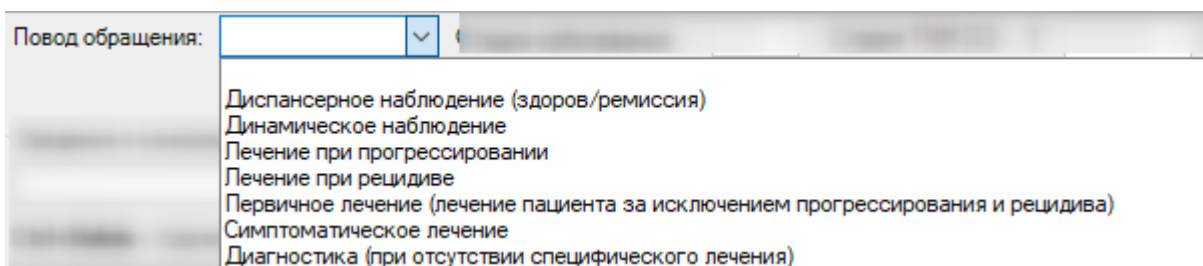 Повод обращения:
Диспансерное наблюдение (здоров/ремиссия)
Динамическое наблюдение
Лечение при прогрессировании
Лечение при рецидиве
Первичное лечение (лечение пациента за исключением прогрессирования и рецидива)
Симптоматическое лечение
Диагностика (при отсутствии специфического лечения)